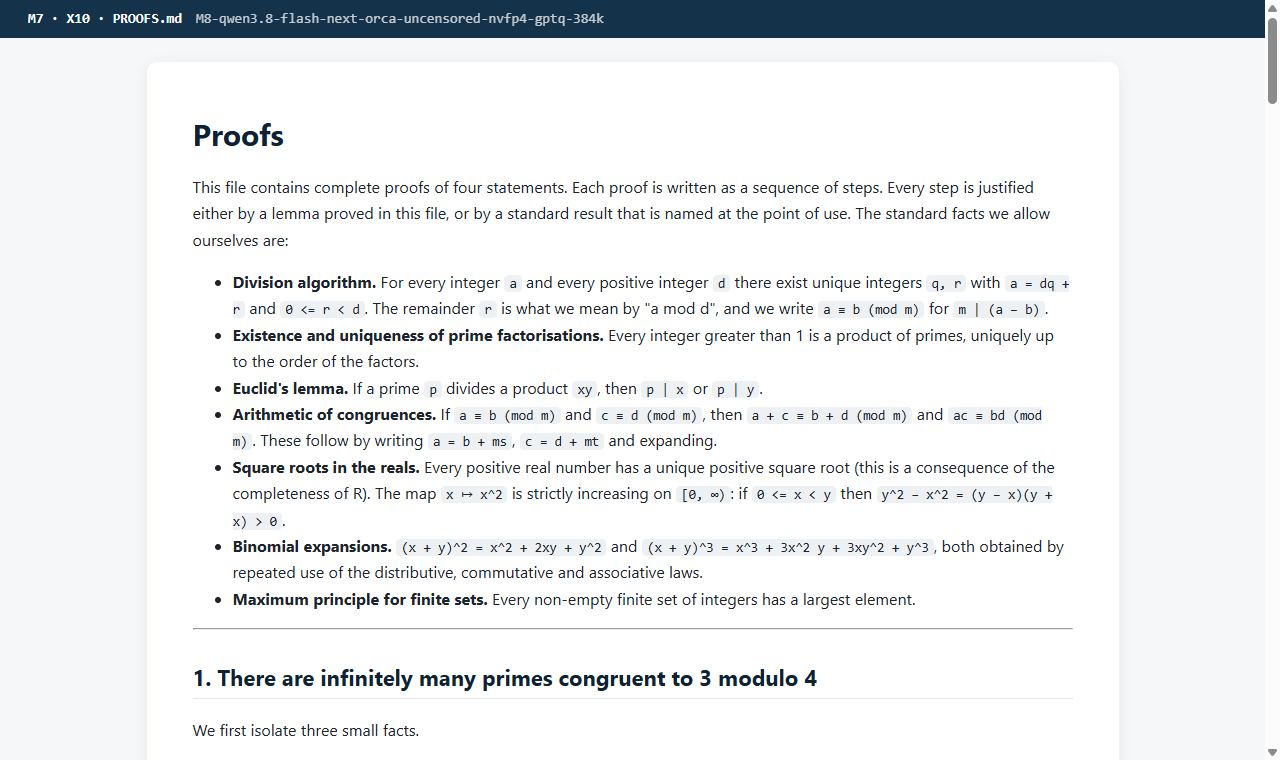 M7 • X10 • PROOFS.md M8-qwen3.8-flash-next-orca-uncensored-nvfp4-gptq-384k
Proofs
This file contains complete proofs of four statements. Each proof is written as a sequence of steps. Every step is justified
either by a lemma proved in this file, or by a standard result that is named at the point of use. The standard facts we allow
ourselves are:
• Division algorithm. For every integer a and every positive integer d there exist unique integers q, r with a = dq +
r and 0 <= r < d. The remainder r is what we mean by "a mod d", and we write a ≡ b (mod m) for m | (a − b).
• Existence and uniqueness of prime factorisations. Every integer greater than 1 is a product of primes, uniquely up
to the order of the factors.
• Euclid's lemma. If a prime p divides a product xy, then p | x or p | y.
• Arithmetic of congruences. If a ≡ b (mod m) and c ≡ d (mod m), then a + c ≡ b + d (mod m) and ac ≡ bd (mod
m). These follow by writing a = b + ms, c = d + mt and expanding.
• Square roots in the reals. Every positive real number has a unique positive square root (this is a consequence of the
completeness of R). The map x ↦ x^2 is strictly increasing on [0, ∞): if 0 <= x < y then y^2 − x^2 = (y − x)(y +
x) > 0.
• Binomial expansions. (x + y)^2 = x^2 + 2xy + y^2 and (x + y)^3 = x^3 + 3x^2 y + 3xy^2 + y^3, both obtained by
repeated use of the distributive, commutative and associative laws.
• Maximum principle for finite sets. Every non-empty finite set of integers has a largest element.
1. There are infinitely many primes congruent to 3 modulo 4
We first isolate three small facts.